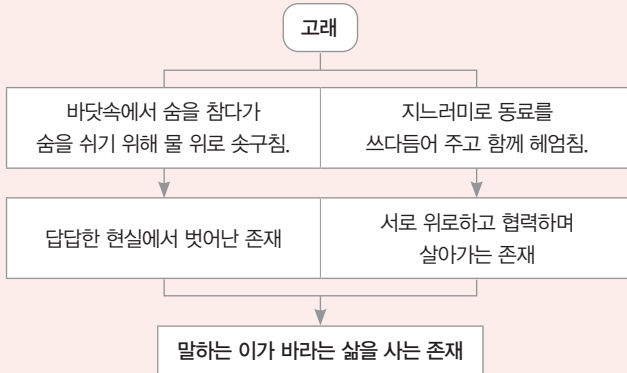 고래
바닷속에서 숨을 참다가
숨을 쉬기 위해 물 위로 솟구침.
지느러미로 동료를
쓰다듬어 주고 함께 헤엄침.
답답한 현실에서 벗어난 존재
서로 위로하고 협력하며
살아가는 존재
말하는 이가 바라는 삶을 사는 존재